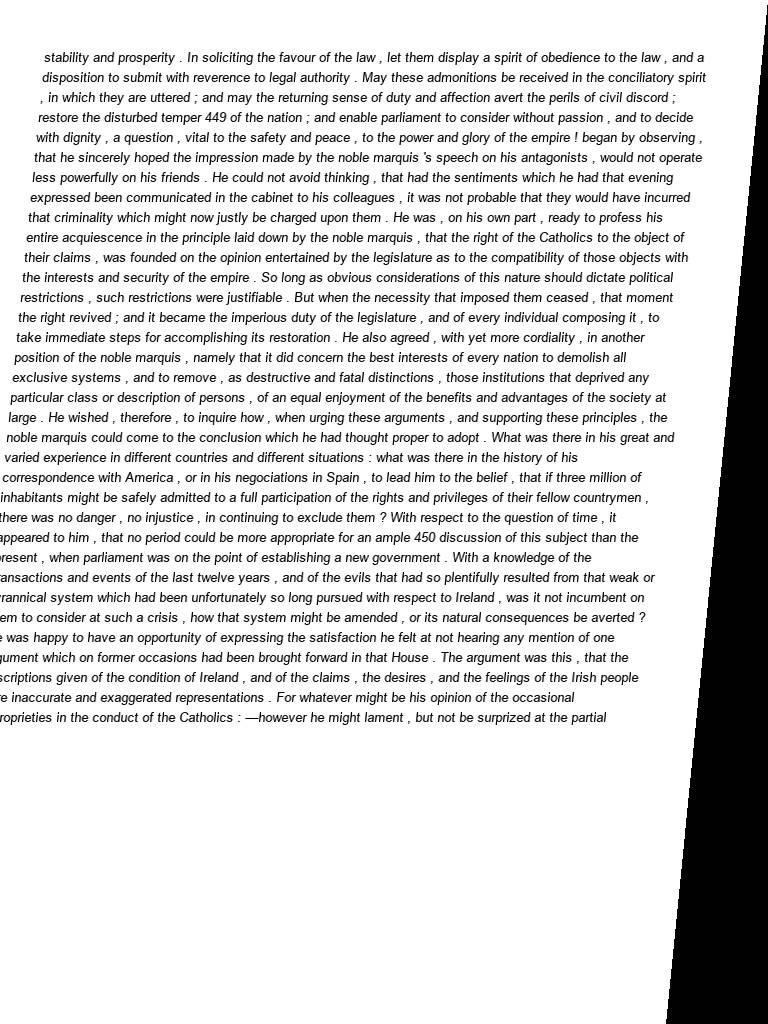 stability and prosperity . In soliciting the favour of the law , let them display a spirit of obedience to the law , and a
disposition to submit with reverence to legal authority . May these admonitions be received in the conciliatory spirit
, in which they are uttered ; and may the returning sense of duty and affection avert the perils of civil discord ;
restore the disturbed temper 449 of the nation ; and enable parliament to consider without passion , and to decide
with dignity , a question , vital to the safety and peace , to the power and glory of the empire ! began by observing ,
that he sincerely hoped the impression made by the noble marquis 's speech on his antagonists , would not operate
less powerfully on his friends . He could not avoid thinking , that had the sentiments which he had that evening
expressed been communicated in the cabinet to his colleagues , it was not probable that they would have incurred
that criminality which might now justly be charged upon them . He was , on his own part , ready to profess his
entire acquiescence in the principle laid down by the noble marquis , that the right of the Catholics to the object of
their claims , was founded on the opinion entertained by the legislature as to the compatibility of those objects with
the interests and security of the empire . So long as obvious considerations of this nature should dictate political
restrictions , such restrictions were justifiable . But when the necessity that imposed them ceased , that moment
the right revived ; and it became the imperious duty of the legislature , and of every individual composing it , to
take immediate steps for accomplishing its restoration . He also agreed , with yet more cordiality , in another
position of the noble marquis , namely that it did concern the best interests of every nation to demolish all
exclusive systems , and to remove , as destructive and fatal distinctions , those institutions that deprived any
particular class or description of persons , of an equal enjoyment of the benefits and advantages of the society at
large . He wished , therefore , to inquire how , when urging these arguments , and supporting these principles , the
noble marquis could come to the conclusion which he had thought proper to adopt . What was there in his great and
varied experience in different countries and different situations : what was there in the history of his
correspondence with America , or in his negociations in Spain , to lead him to the belief , that if three million of
inhabitants might be safely admitted to a full participation of the rights and privileges of their fellow countrymen ,
there was no danger , no injustice , in continuing to exclude them ? With respect to the question of time , it
appeared to him , that no period could be more appropriate for an ample 450 discussion of this subject than the
present , when parliament was on the point of establishing a new government . With a knowledge of the
transactions and events of the last twelve years , and of the evils that had so plentifully resulted from that weak or
system which had been unfortunately so long pursued with respect to Ireland , was it not incumbent on
to consider at such a crisis , how that system might be amended , or its natural consequences be averted ?
was happy to have an opportunity of expressing the satisfaction he felt at not hearing any mention of one
which on former occasions had been brought forward in that House . The argument was this , that the
given of the condition of Ireland , and of the claims , the desires , and the feelings of the Irish people
inaccurate and exaggerated representations . For whatever might be his opinion of the occasional
in the conduct of the Catholics : —however he might lament , but not be surprized at the partial